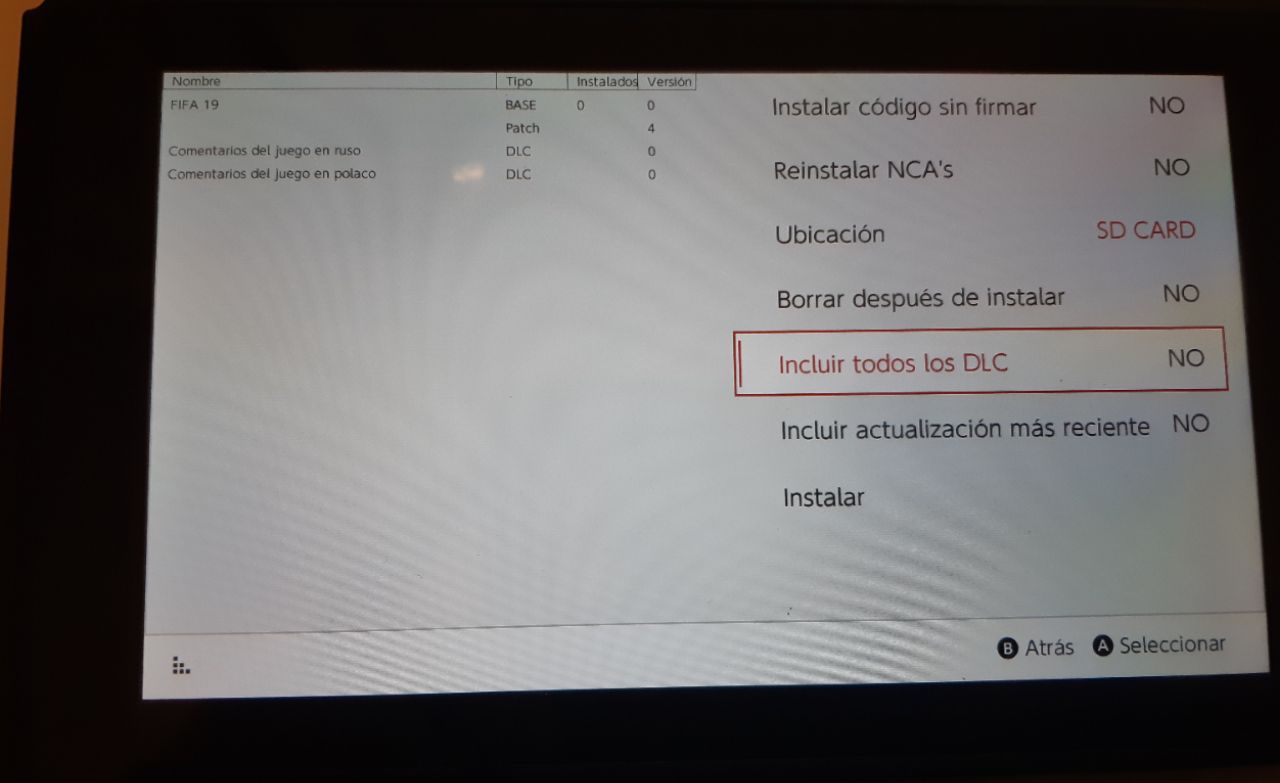 Nombre Tipo Instalados Versión
FIFA 19 BASE 0 0
Patch 4
Comentarios del juego en ruso DLC 0
Comentarios del juego en polaco DLC 0
Instalar código sin firmar NO
Reinstalar NCA's NO
Ubicación SD CARD
Borrar después de instalar NO
Incluir todos los DLC NO
Incluir actualización más reciente NO
Instalar
B Atrás A Seleccionar